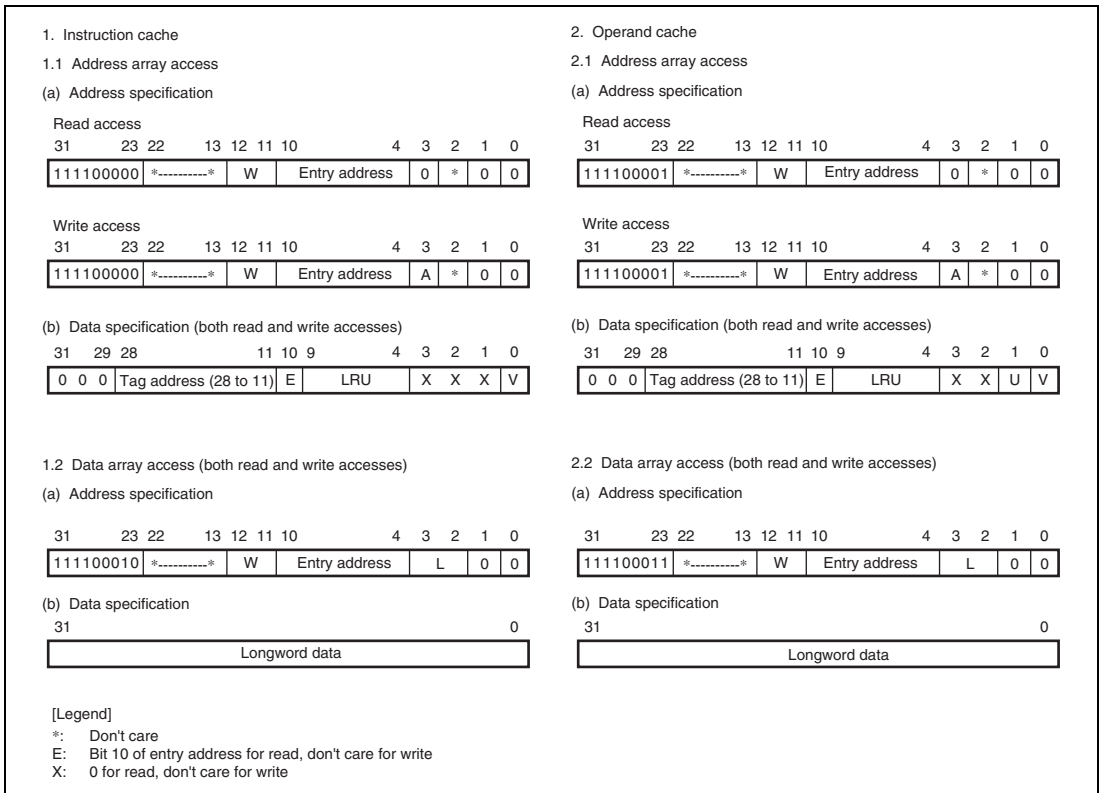 1. Instruction cache
1.1 Address array access
(a) Address specification
Read access
31 23 22 13 12 11 10 4 3 2 1 0
111100000 *----------* W Entry address 0 * 0 0
Write access
31 23 22 13 12 11 10 4 3 2 1 0
111100000 *----------* W Entry address A * 0 0
(b) Data specification (both read and write accesses)
31 29 28 11 10 9 4 3 2 1 0
0 0 0 Tag address (28 to 11) E LRU X X X V
1.2 Data array access (both read and write accesses)
(a) Address specification
31 23 22 13 12 11 10 4 3 2 1 0
111100010 *----------* W Entry address L 0 0
(b) Data specification
31 0
Longword data
2. Operand cache
2.1 Address array access
(a) Address specification
Read access
31 23 22 13 12 11 10 4 3 2 1 0
111100001 *----------* W Entry address 0 * 0 0
Write access
31 23 22 13 12 11 10 4 3 2 1 0
111100001 *----------* W Entry address A * 0 0
(b) Data specification (both read and write accesses)
31 29 28 11 10 9 4 3 2 1 0
0 0 0 Tag address (28 to 11) E LRU X X U V
2.2 Data array access (both read and write accesses)
(a) Address specification
31 23 22 13 12 11 10 4 3 2 1 0
111100011 *----------* W Entry address L 0 0
(b) Data specification
31 0
Longword data
[Legend]
*: Don't care
E: Bit 10 of entry address for read, don't care for write
X: 0 for read, don't care for write